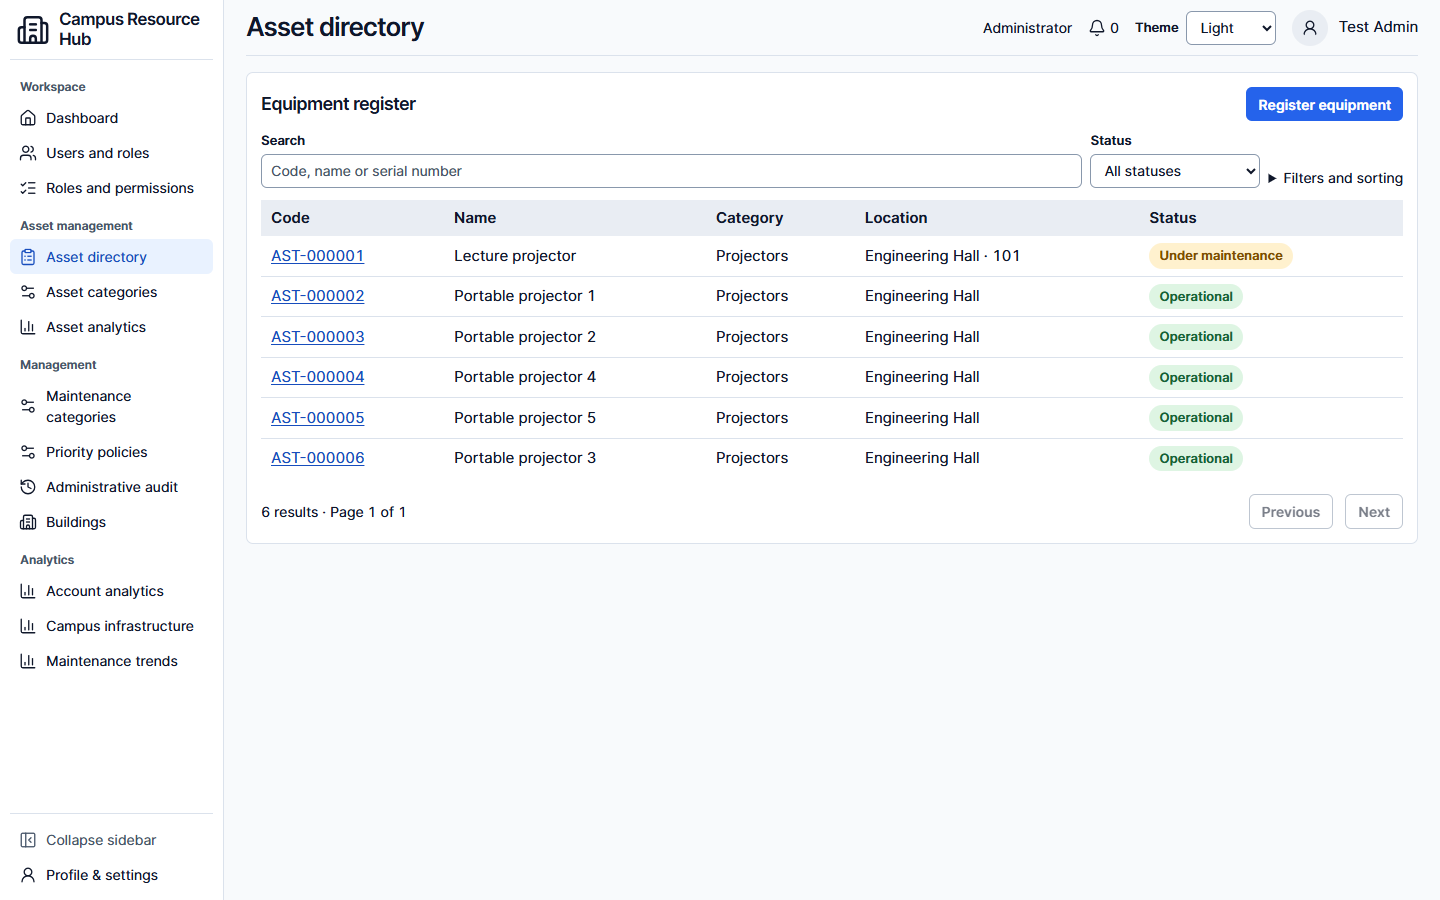 Campus Resource
Hub
Workspace
Dashboard
Users and roles
Roles and permissions
Asset management
Asset directory
Asset categories
Asset analytics
Management
Maintenance
categories
Priority policies
Administrative audit
Buildings
Analytics
Account analytics
Campus infrastructure
Maintenance trends
Collapse sidebar
Profile & settings
Asset directory
Administrator 0 Theme Light Test Admin
Equipment register
Register equipment
Search Status
Code, name or serial number All statuses Filters and sorting
Code Name Category Location Status
AST-000001 Lecture projector Projectors Engineering Hall · 101 Under maintenance
AST-000002 Portable projector 1 Projectors Engineering Hall Operational
AST-000003 Portable projector 2 Projectors Engineering Hall Operational
AST-000004 Portable projector 4 Projectors Engineering Hall Operational
AST-000005 Portable projector 5 Projectors Engineering Hall Operational
AST-000006 Portable projector 3 Projectors Engineering Hall Operational
6 results · Page 1 of 1 Previous Next